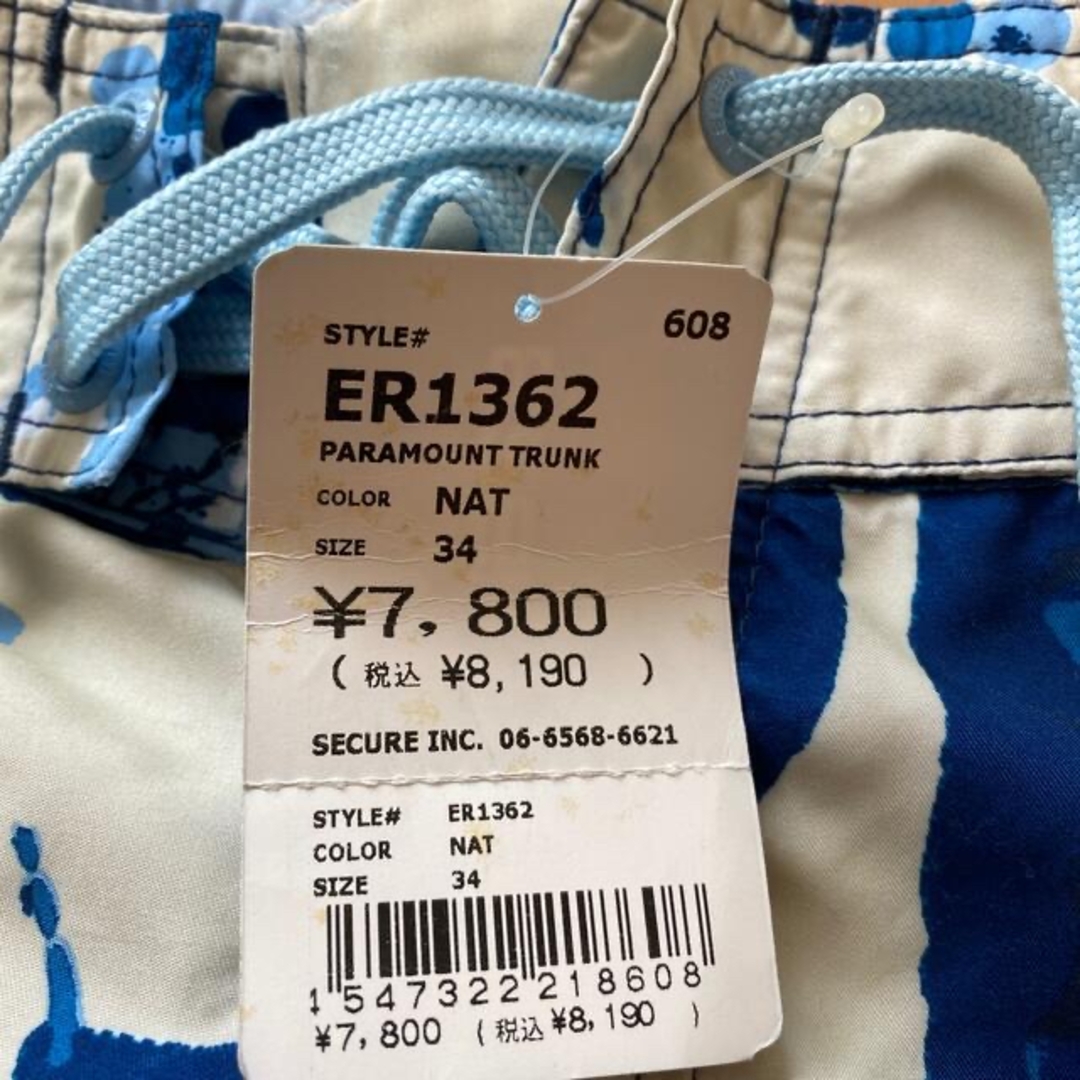 STYLE# 608
ER1362
PARAMOUNT TRUNK
COLOR NAT
SIZE 34
¥7,800
(税込 ¥8,190 )
SECURE INC. 06-6568-6621
STYLE# ER1362
COLOR NAT
SIZE 34
1547322218608
¥7,800 (税込 ¥8,190 )